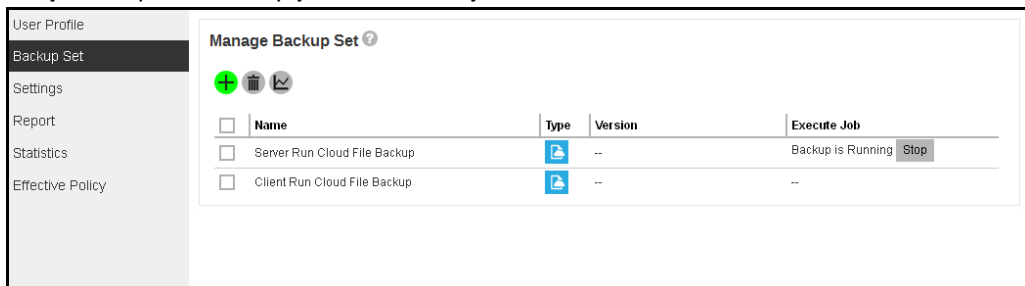 User Profile
Backup Set
Settings
Report
Statistics
Effective Policy
Manage Backup Set
Name Type Version Execute Job
Server Run Cloud File Backup -- Backup is Running Stop
Client Run Cloud File Backup -- --